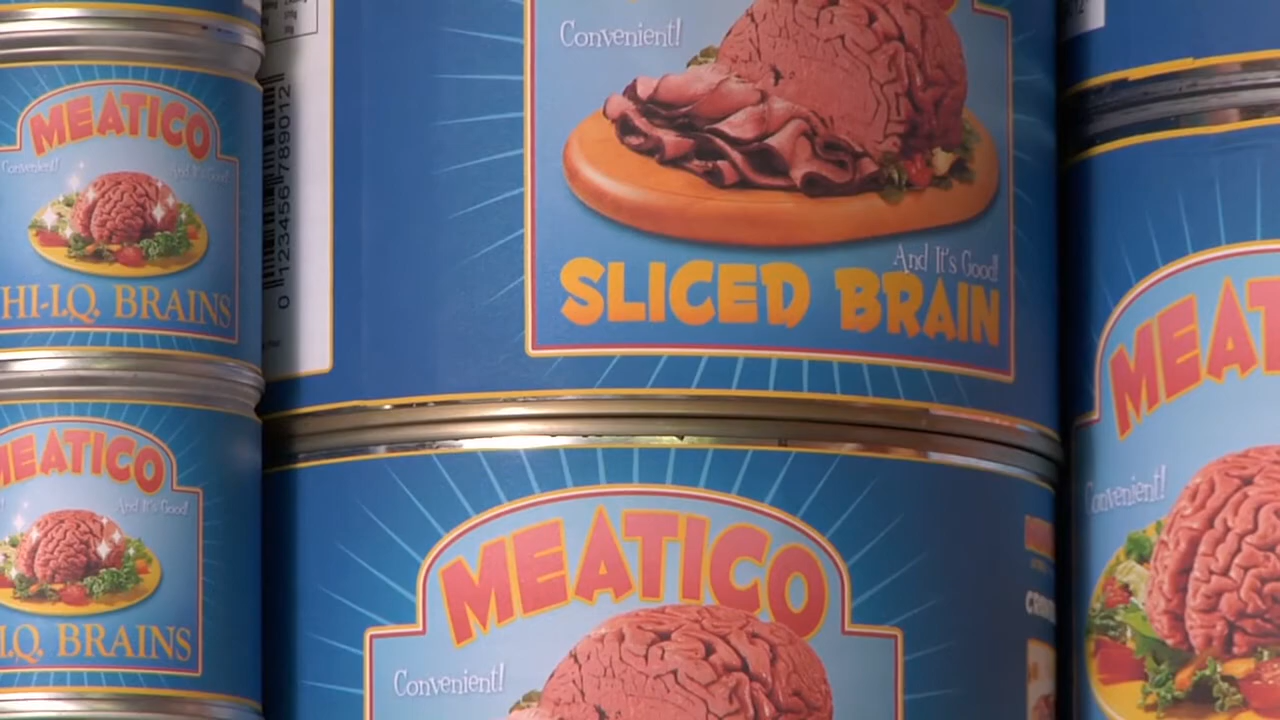 MEATICO
Convenient!
And It's Good!
HI-I.Q. BRAINS
MEATICO
And It's Good!
I.Q. BRAINS
0 123456 789012
Convenient!
And It's Good!
SLICED BRAIN
MEATICO
Convenient!
MEAT
Convenient!